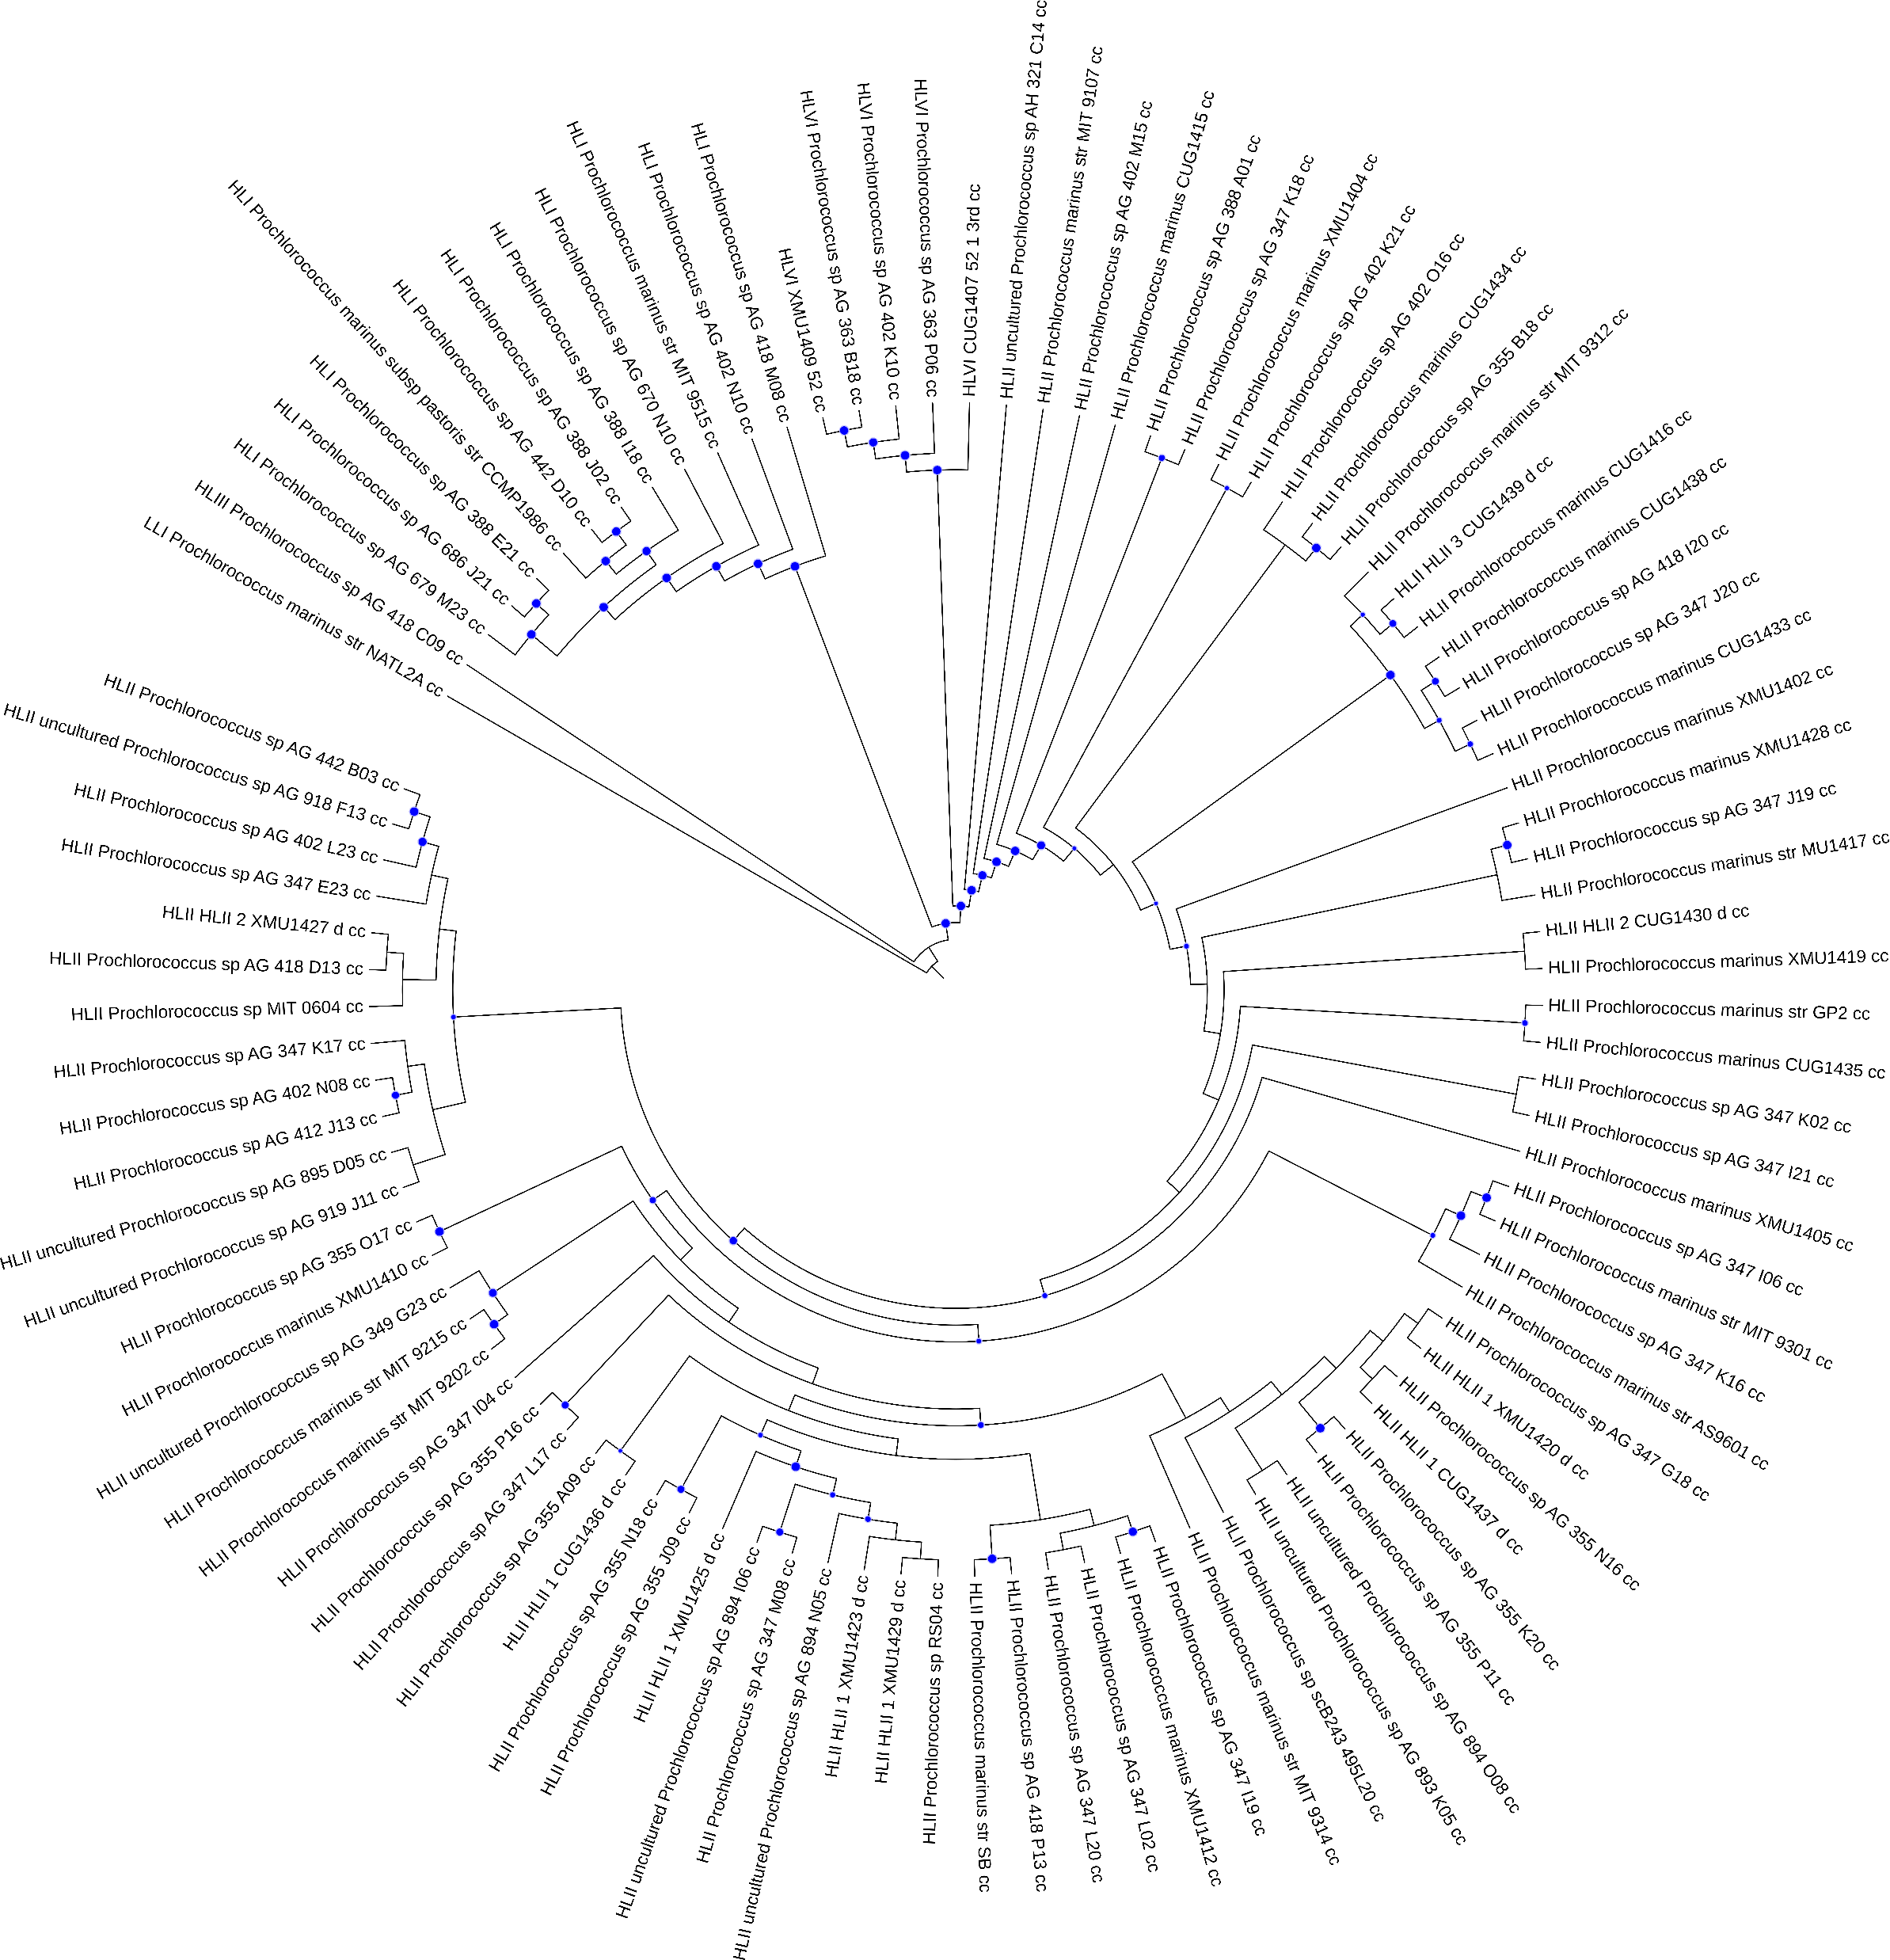 HLII uncultured Prochlorococcus sp AH 321 C14 cc
HLII Prochlorococcus marinus str MIT 9107 cc
HLII Prochlorococcus sp AG 402 M15 cc
HLII Prochlorococcus marinus CUG1415 cc
HLII Prochlorococcus sp AG 388 A01 cc
HLII Prochlorococcus sp AG 347 K18 cc
HLII Prochlorococcus marinus XMU1404 cc
HLII Prochlorococcus sp AG 402 K21 cc
HLII Prochlorococcus sp AG 402 O16 cc
HLII Prochlorococcus marinus CUG1434 cc
HLII Prochlorococcus sp AG 355 B18 cc
HLII Prochlorococcus marinus str MIT 9312 cc
HLII HLII 3 CUG1439 d cc
HLII Prochlorococcus marinus CUG1416 cc
HLII Prochlorococcus marinus CUG1438 cc
HLII Prochlorococcus sp AG 418 I20 cc
HLII Prochlorococcus sp AG 347 J20 cc
HLII Prochlorococcus marinus CUG1433 cc
HLII Prochlorococcus marinus XMU1402 cc
HLII Prochlorococcus marinus XMU1428 cc
HLII Prochlorococcus sp AG 347 J19 cc
HLII Prochlorococcus marinus str MU1417 cc
HLII HLII 2 CUG1430 d cc
HLII Prochlorococcus marinus XMU1419 cc
HLII Prochlorococcus marinus str GP2 cc
HLII Prochlorococcus marinus CUG1435 cc
HLII Prochlorococcus sp AG 347 K02 cc
HLII Prochlorococcus sp AG 347 I21 cc
HLII Prochlorococcus marinus XMU1405 cc
HLII Prochlorococcus sp AG 347 I06 cc
HLII Prochlorococcus marinus str MIT 9301 cc
HLII Prochlorococcus sp AG 347 K16 cc
HLII Prochlorococcus marinus str AS9601 cc
HLII Prochlorococcus sp AG 347 G18 cc
HLII HLII 1 XMU1420 d cc
HLII Prochlorococcus sp AG 355 N16 cc
HLII HLII 1 CUG1437 d cc
HLII Prochlorococcus sp AG 355 K20 cc
HLII Prochlorococcus sp AG 355 P11 cc
HLII uncultured Prochlorococcus sp AG 894 O08 cc
HLII uncultured Prochlorococcus sp AG 893 K05 cc
HLII Prochlorococcus sp scB243 495L20 cc
HLII Prochlorococcus marinus str MIT 9314 cc
HLII Prochlorococcus sp AG 347 I19 cc
HLII Prochlorococcus marinus XMU1412 cc
HLII Prochlorococcus sp AG 347 L02 cc
HLII Prochlorococcus sp AG 347 L20 cc
HLII Prochlorococcus sp AG 418 P13 cc
HLII Prochlorococcus marinus str SB cc
HLII Prochlorococcus sp RS04 cc
HLII HLII 1 XMU1429 d cc
HLII HLII 1 XMU1423 d cc
HLII uncultured Prochlorococcus sp AG 894 N05 cc
HLII Prochlorococcus sp AG 347 M08 cc
HLII uncultured Prochlorococcus sp AG 894 I06 cc
HLII HLII 1 XMU1425 d cc
HLII Prochlorococcus sp AG 355 J09 cc
HLII Prochlorococcus sp AG 355 N18 cc
HLII HLII 1 CUG1436 d cc
HLII Prochlorococcus sp AG 355 A09 cc
HLII Prochlorococcus sp AG 347 L17 cc
HLII Prochlorococcus sp AG 355 P16 cc
HLII Prochlorococcus sp AG 347 I04 cc
HLII Prochlorococcus marinus str MIT 9202 cc
HLII Prochlorococcus marinus str MIT 9215 cc
HLII uncultured Prochlorococcus sp AG 349 G23 cc
HLII Prochlorococcus marinus XMU1410 cc
HLII Prochlorococcus sp AG 355 O17 cc
HLII uncultured Prochlorococcus sp AG 919 J11 cc
HLII uncultured Prochlorococcus sp AG 895 D05 cc
HLII Prochlorococcus sp AG 412 J13 cc
HLII Prochlorococcus sp AG 402 N08 cc
HLII Prochlorococcus sp AG 347 K17 cc
HLII Prochlorococcus sp MIT 0604 cc
HLII Prochlorococcus sp AG 418 D13 cc
HLII HLII 2 XMU1427 d cc
HLII Prochlorococcus sp AG 347 E23 cc
HLII Prochlorococcus sp AG 402 L23 cc
HLII uncultured Prochlorococcus sp AG 918 F13 cc
HLII Prochlorococcus sp AG 442 B03 cc
LLI Prochlorococcus marinus str NATL2A cc
HLIII Prochlorococcus sp AG 418 C09 cc
HLI Prochlorococcus sp AG 679 M23 cc
HLI Prochlorococcus sp AG 686 J21 cc
HLI Prochlorococcus sp AG 388 E21 cc
HLI Prochlorococcus marinus subsp pastoris str CCMP1986 cc
HLI Prochlorococcus sp AG 442 D10 cc
HLI Prochlorococcus sp AG 388 J02 cc
HLI Prochlorococcus sp AG 388 I18 cc
HLI Prochlorococcus sp AG 670 N10 cc
HLI Prochlorococcus marinus str MIT 9515 cc
HLI Prochlorococcus sp AG 402 N10 cc
HLI Prochlorococcus sp AG 418 M08 cc
HLVI XMU1409 52 cc
HLVI Prochlorococcus sp AG 363 B18 cc
HLVI Prochlorococcus sp AG 402 K10 cc
HLVI Prochlorococcus sp AG 363 P06 cc
HLVI CUG1407 52 1 3rd cc